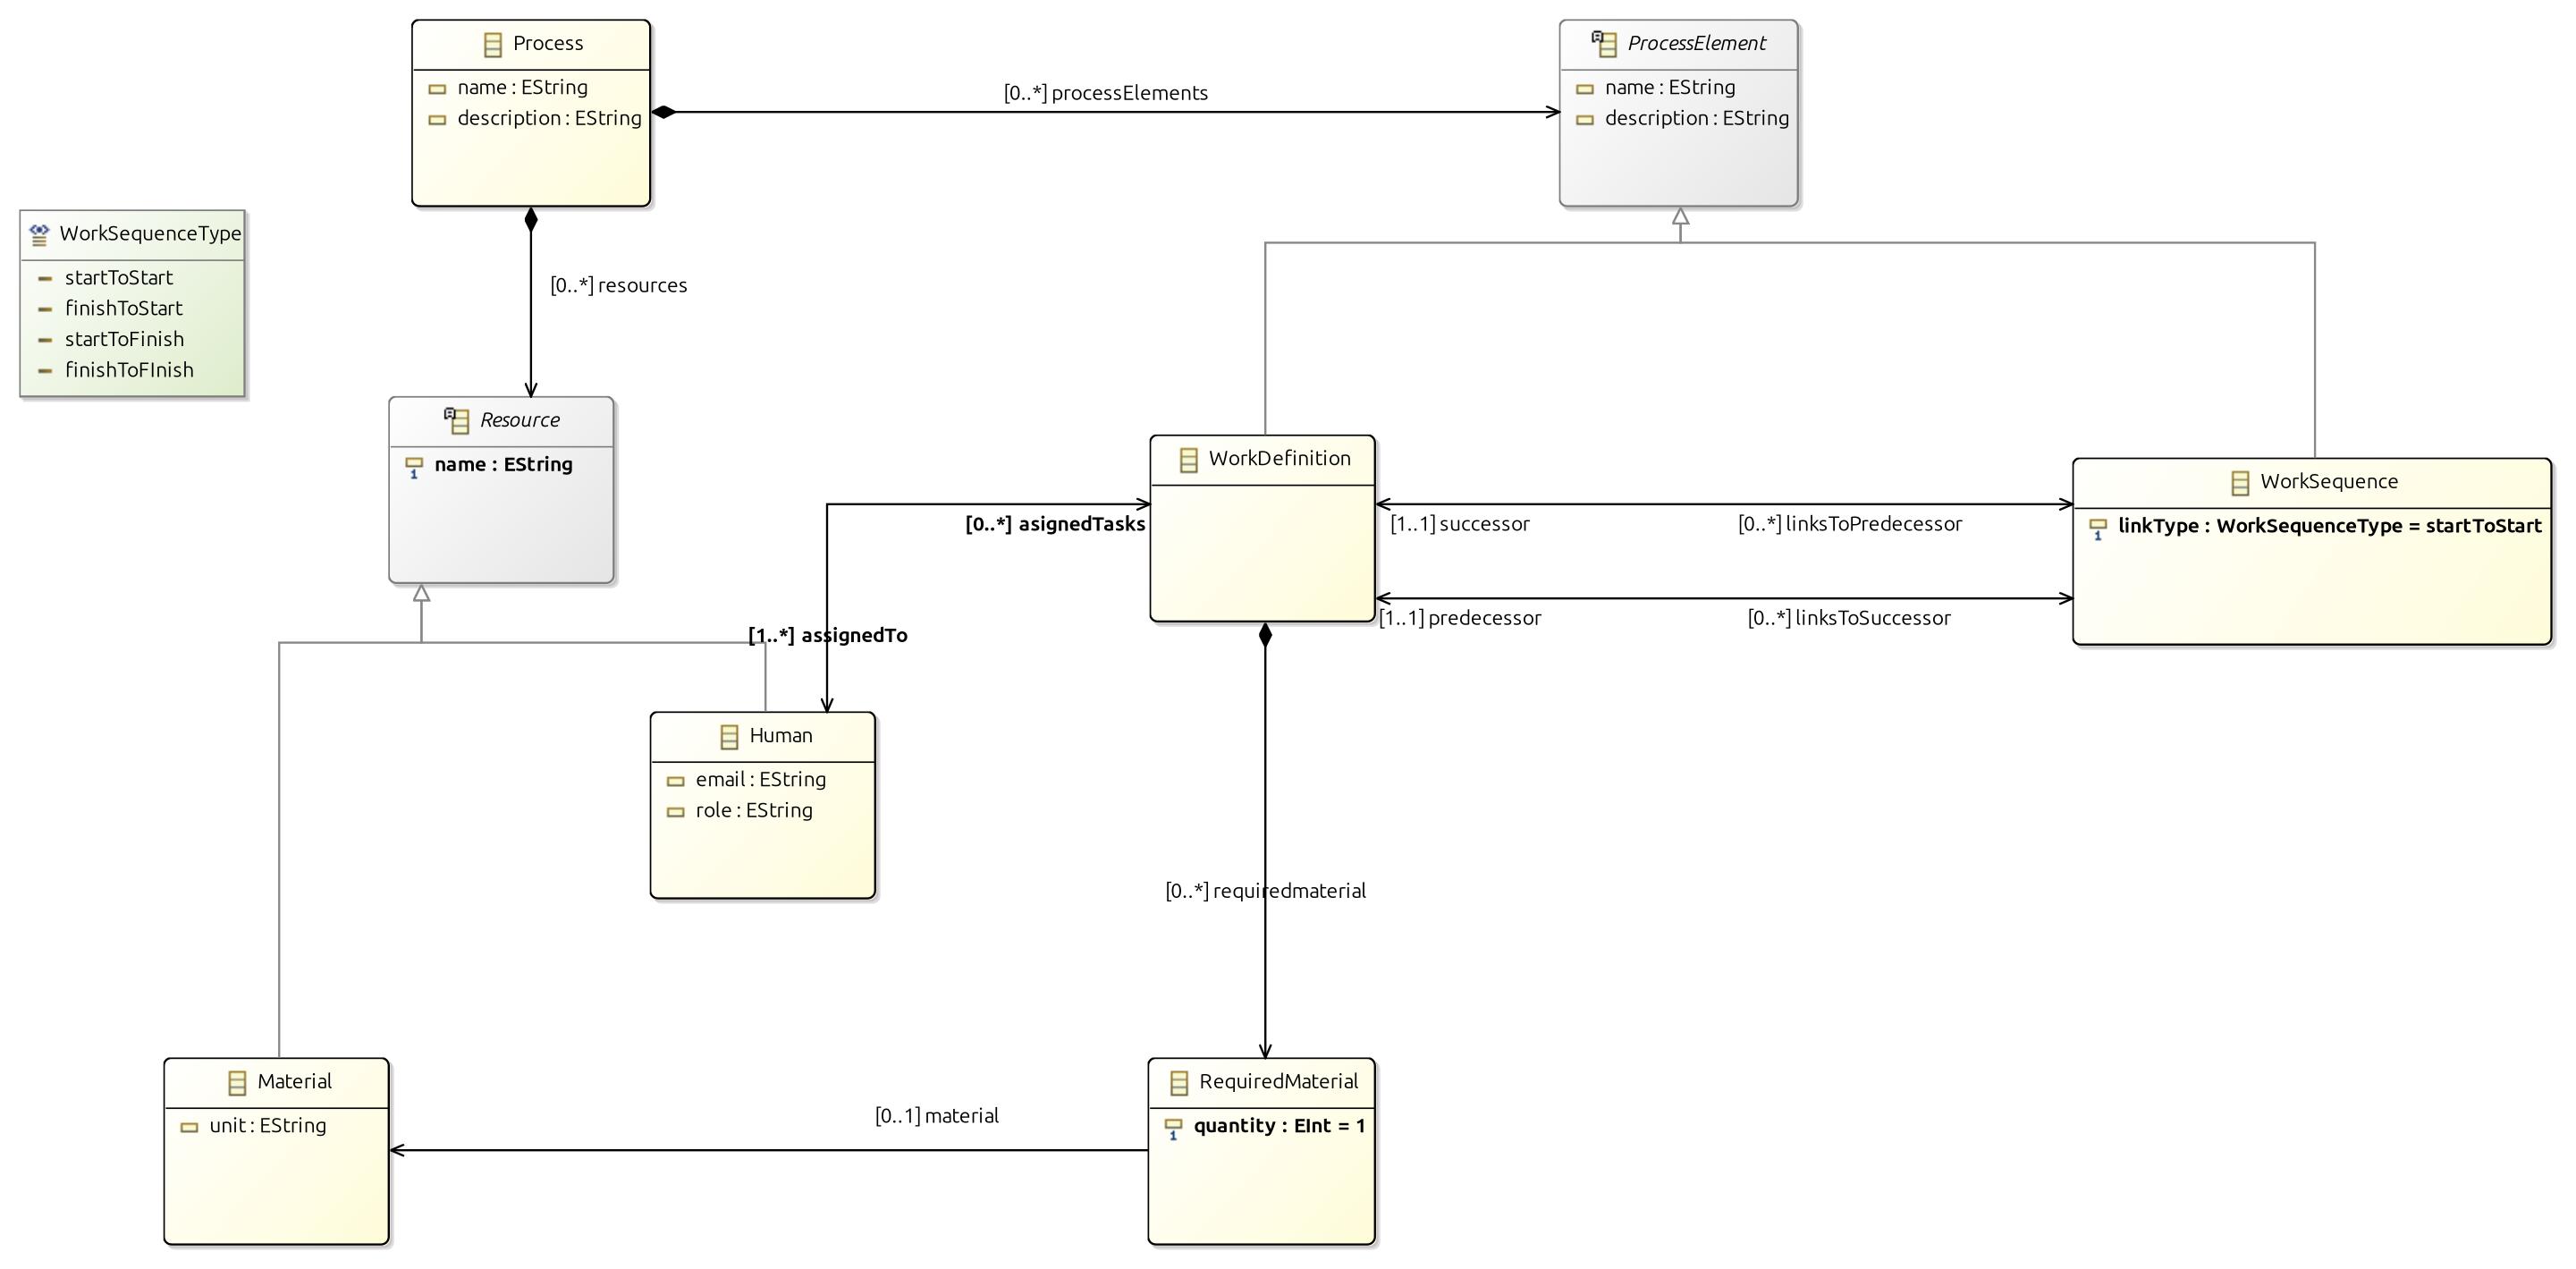 Process
name : EString
description : EString
[0..*] processElements
ProcessElement
name : EString
description : EString
WorkSequenceType
startToStart
finishToStart
startToFinish
finishToFInish
[0..*] resources
Resource
name : EString
WorkDefinition
WorkSequence
linkType : WorkSequenceType = startToStart
[0..*] asignedTasks
[1..1] successor
[0..*] linksToPredecessor
[1..1] predecessor
[0..*] linksToSuccessor
[1..*] assignedTo
Human
email : EString
role : EString
[0..*] requiredmaterial
Material
unit : EString
[0..1] material
RequiredMaterial
quantity : EInt = 1
1
1
1